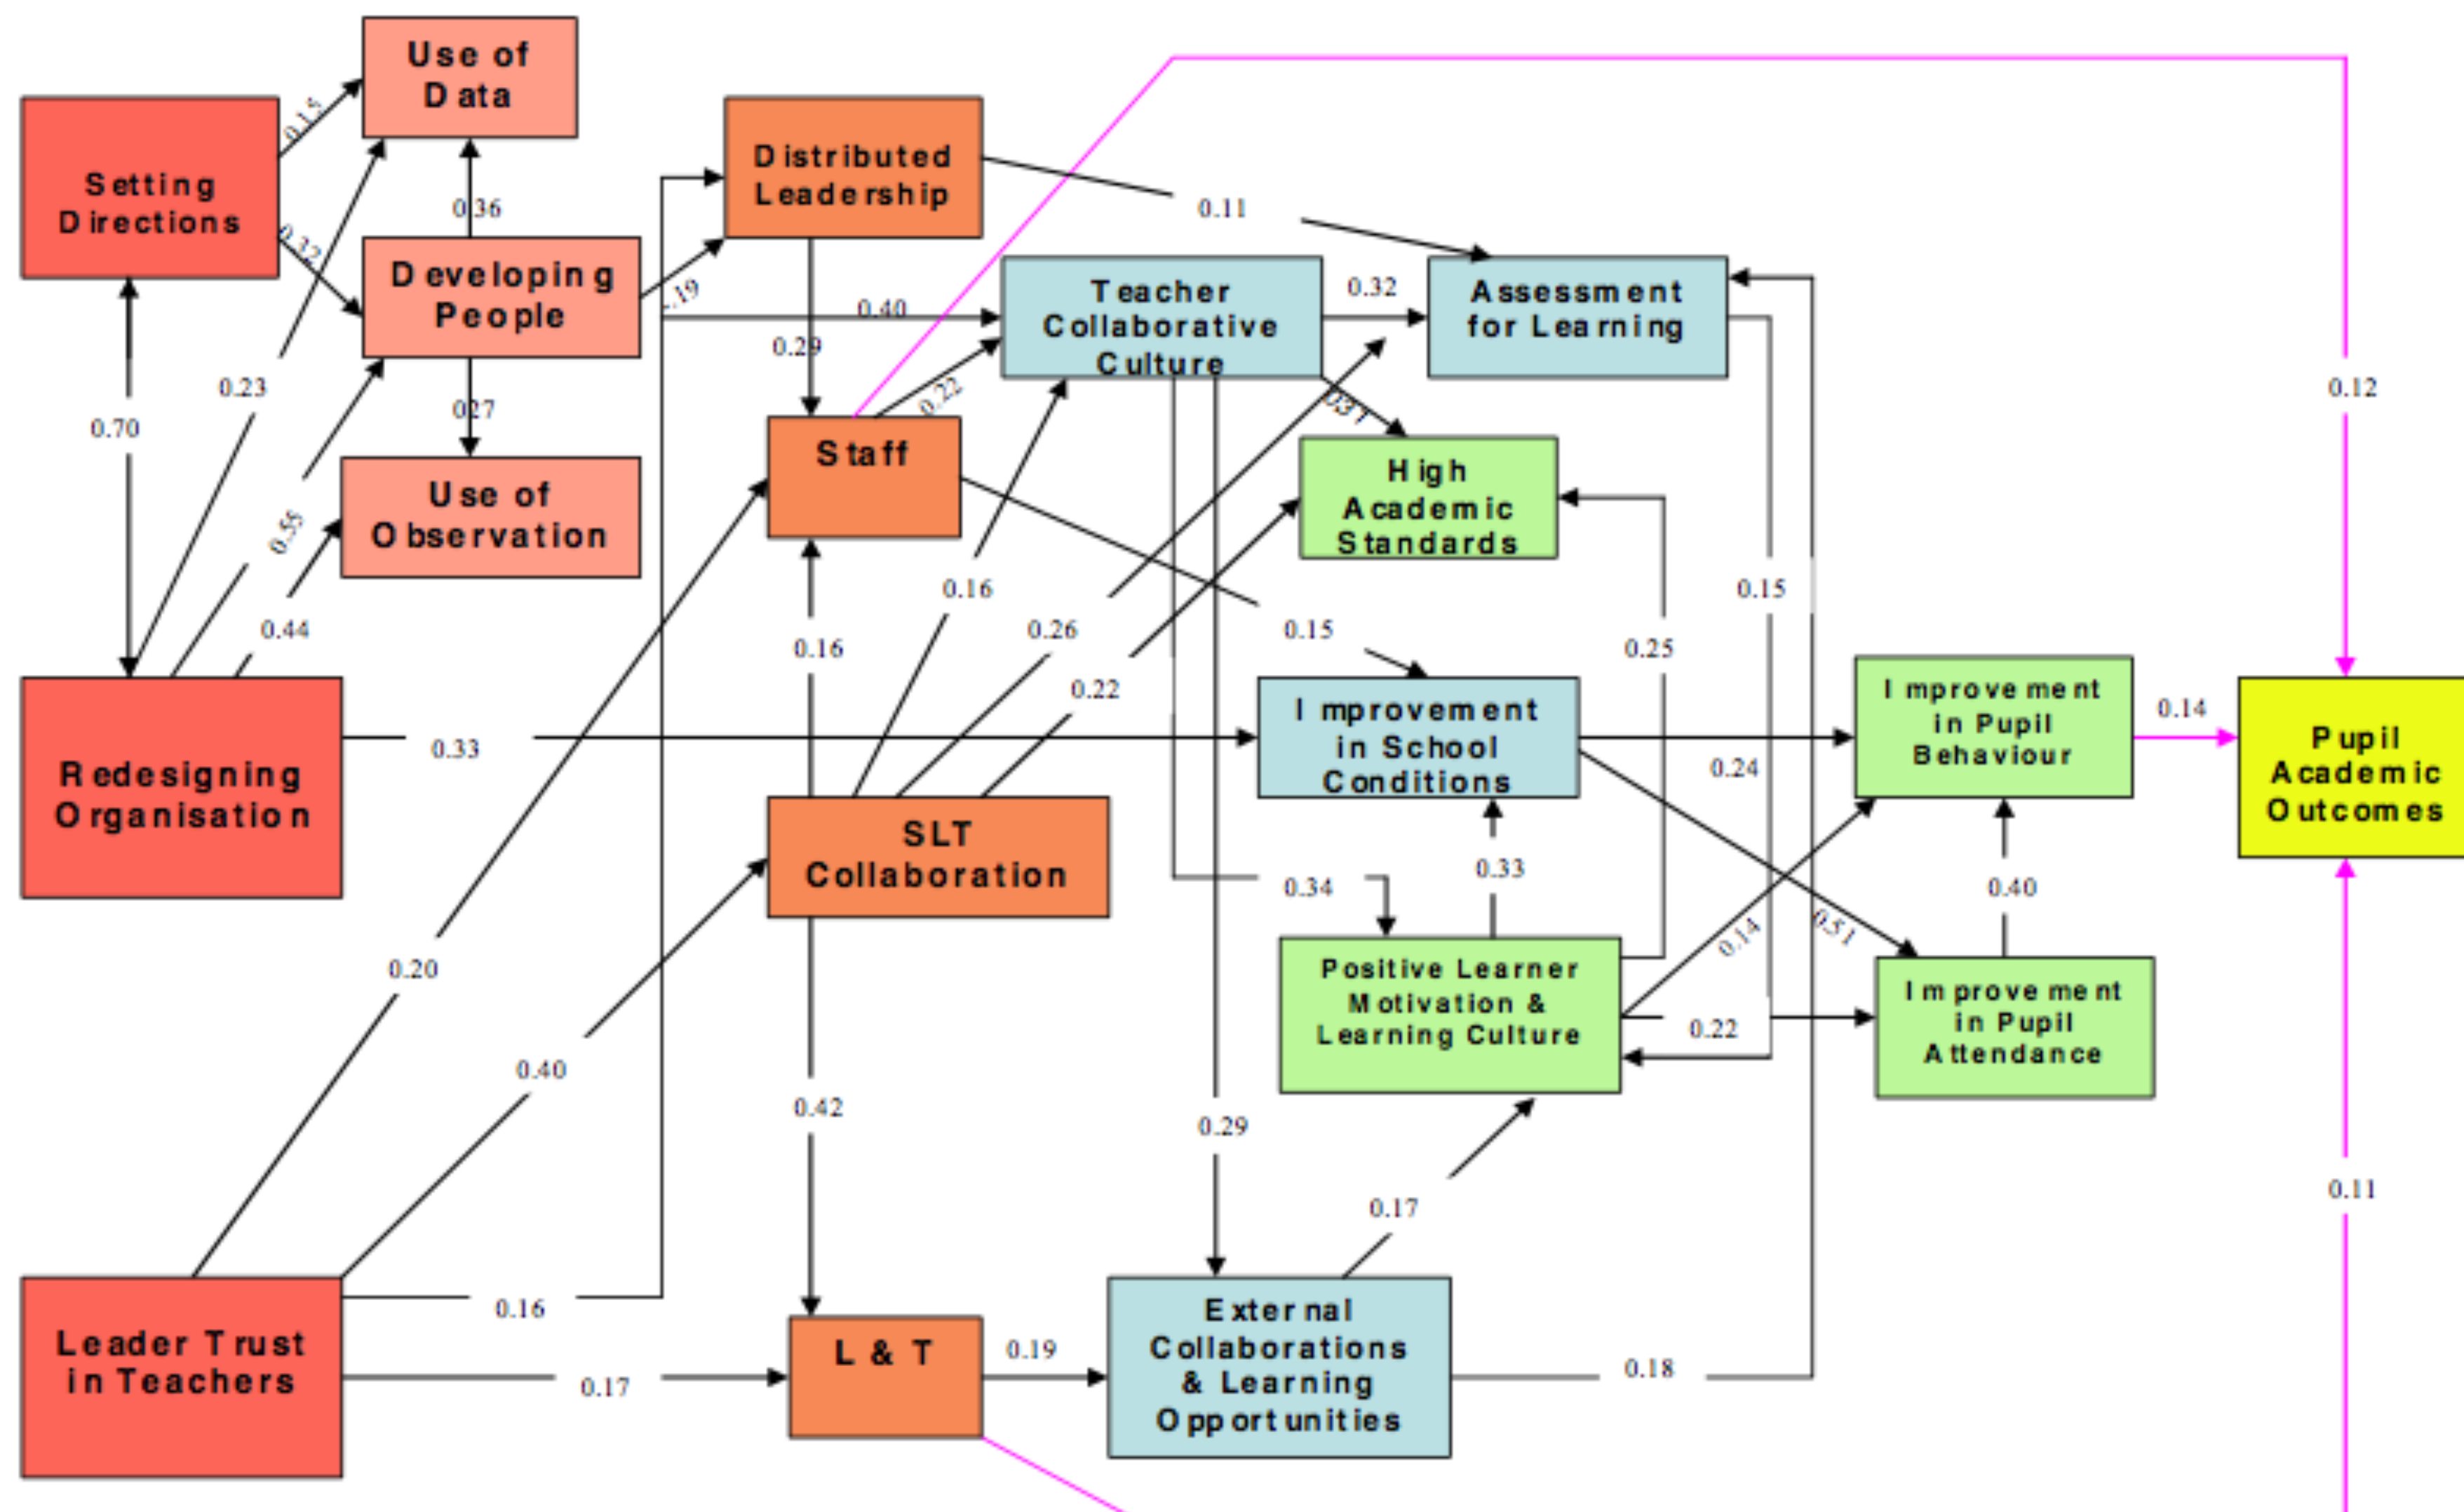 Use of
Data
Setting
Directions
0.15
0.32
0.36
Developing
People
0.27
Use of
Observation
0.23
0.70
0.55
0.44
Distributed
Leadership
.19
0.40
0.29
0.22
0.11
Teacher
Collaborative
Culture
0.32
Assessment
for Learning
Staff
High
Academic
Standards
0.12
0.16
0.16
0.26
0.22
0.15
0.25
0.15
Redesigning
Organisation
0.33
Improvement
in School
Conditions
0.24
Improvement
in Pupil
Behaviour
0.14
Pupil
Academic
Outcomes
SLT
Collaboration
0.34
0.33
0.14
0.51
0.40
0.20
0.40
0.42
Positive Learner
Motivation &
Learning Culture
0.22
Improvement
in Pupil
Attendance
0.29
0.17
0.11
Leader Trust
in Teachers
0.16
0.17
L & T
0.19
External
Collaborations
& Learning
Opportunities
0.18